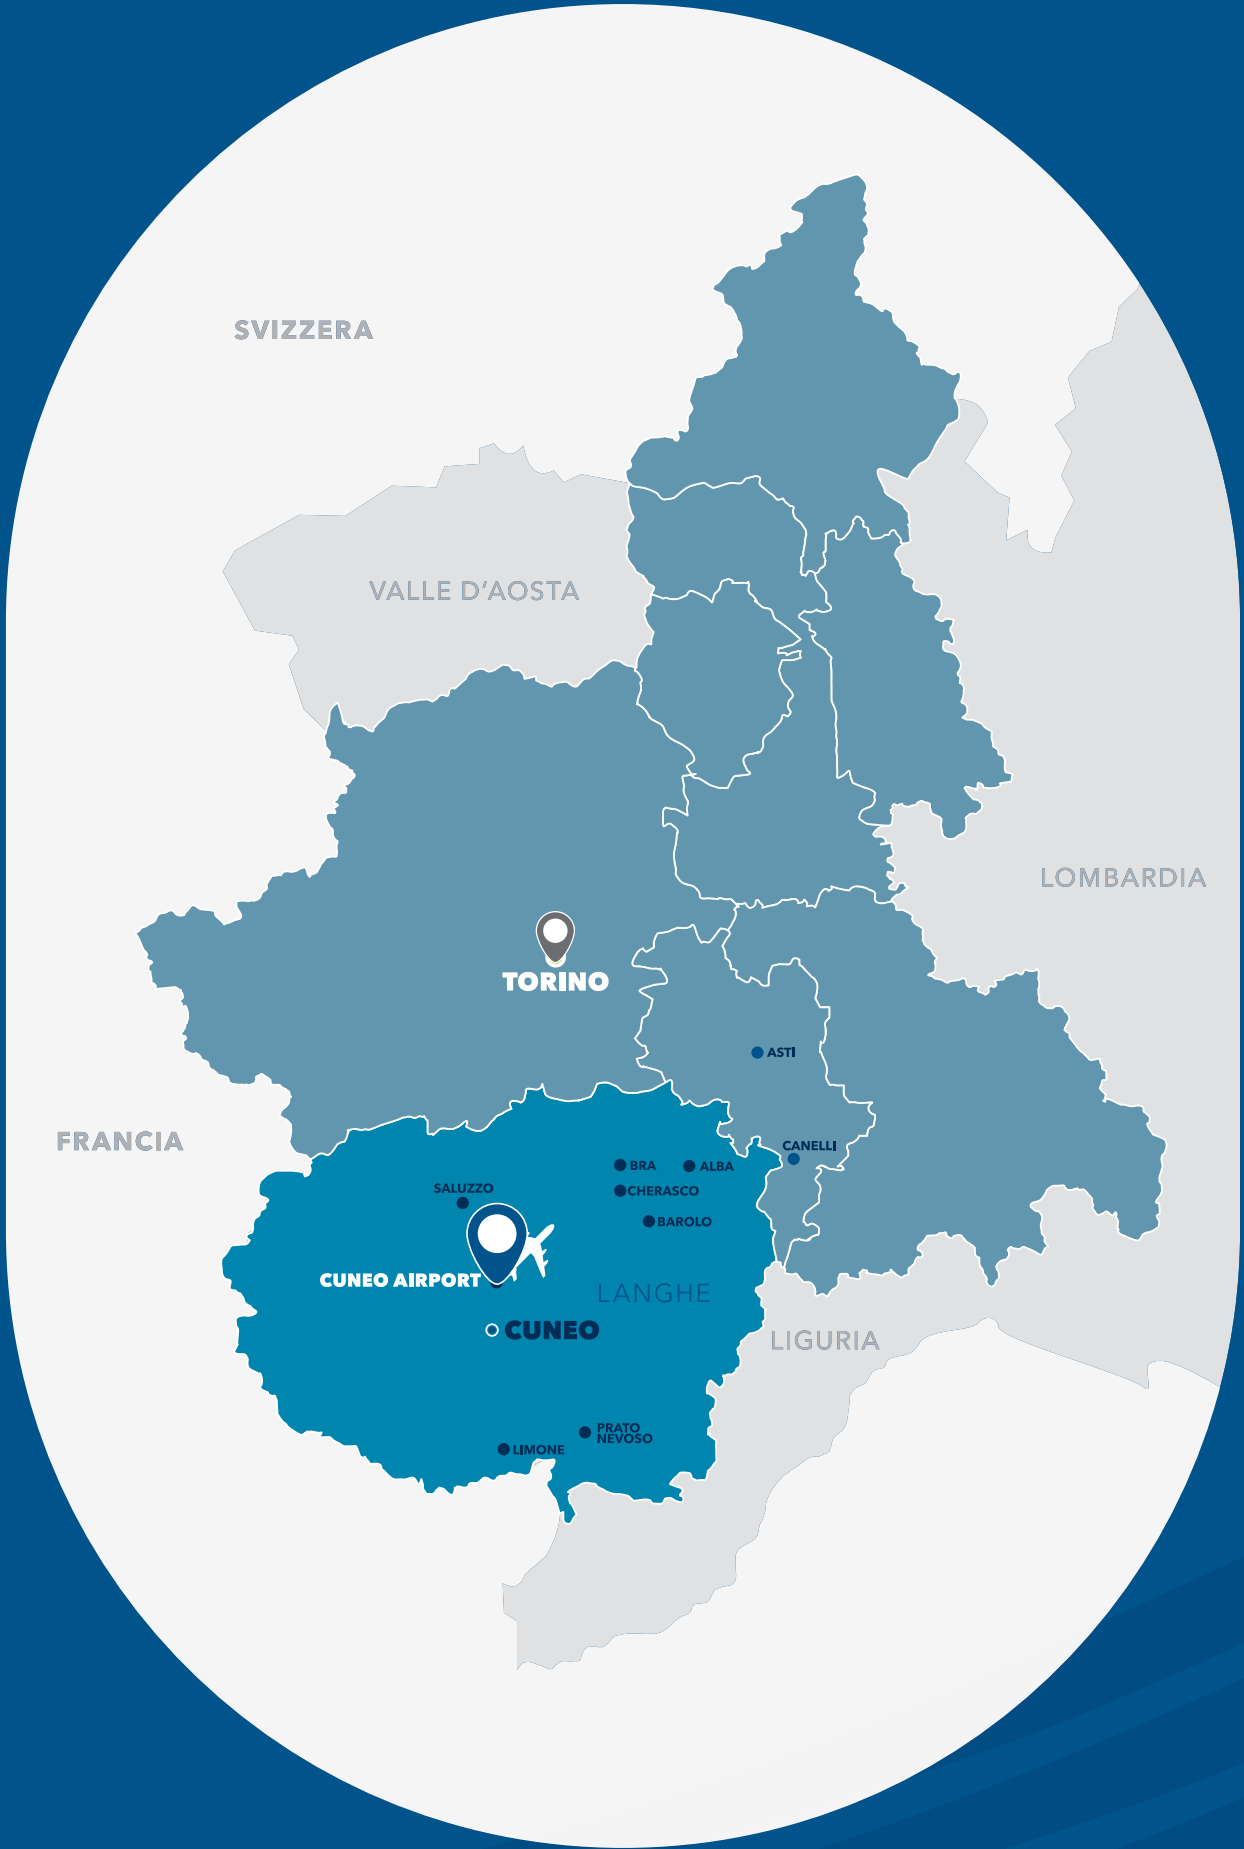 SVIZZERA
VALLE D'AOSTA
LOMBARDIA
TORINO
ASTI
FRANCIA
CANELLI
BRA
ALBA
SALUZZO
CHERASCO
BAROLO
CUNEO AIRPORT
LANGHE
CUNEO
LIGURIA
PRATO
NEVOSO
LIMONE